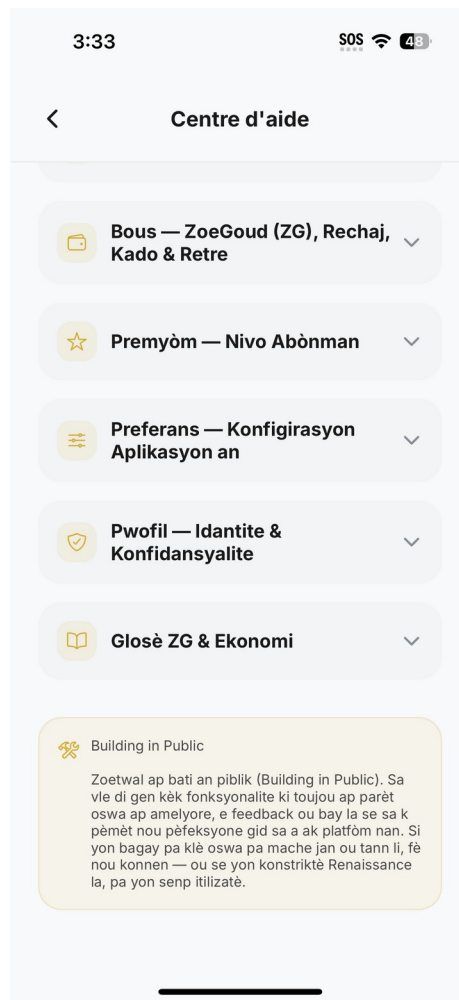 3:33
SOS
48
Centre d'aide
Bous — ZoeGoud (ZG), Rechaj,
Kado & Retre
Premyòm — Nivo Abònman
Preferans — Konfigirasyon
Aplikasyon an
Pwofil — Idantite &
Konfidansyalite
Glosè ZG & Ekonomi
Building in Public
Zoetwal ap bati an piblik (Building in Public). Sa
vle di gen kèk fonksyonalite ki toujou ap parèt
oswa ap amelyore, e feedback ou bay la se sa k
pèmèt nou pèfeksyone gid sa a ak platfòm nan. Si
yon bagay pa klè oswa pa mache jan ou tann li, fè
nou konnen — ou se yon konstriktè Renaissance
la, pa yon senp itilizatè.